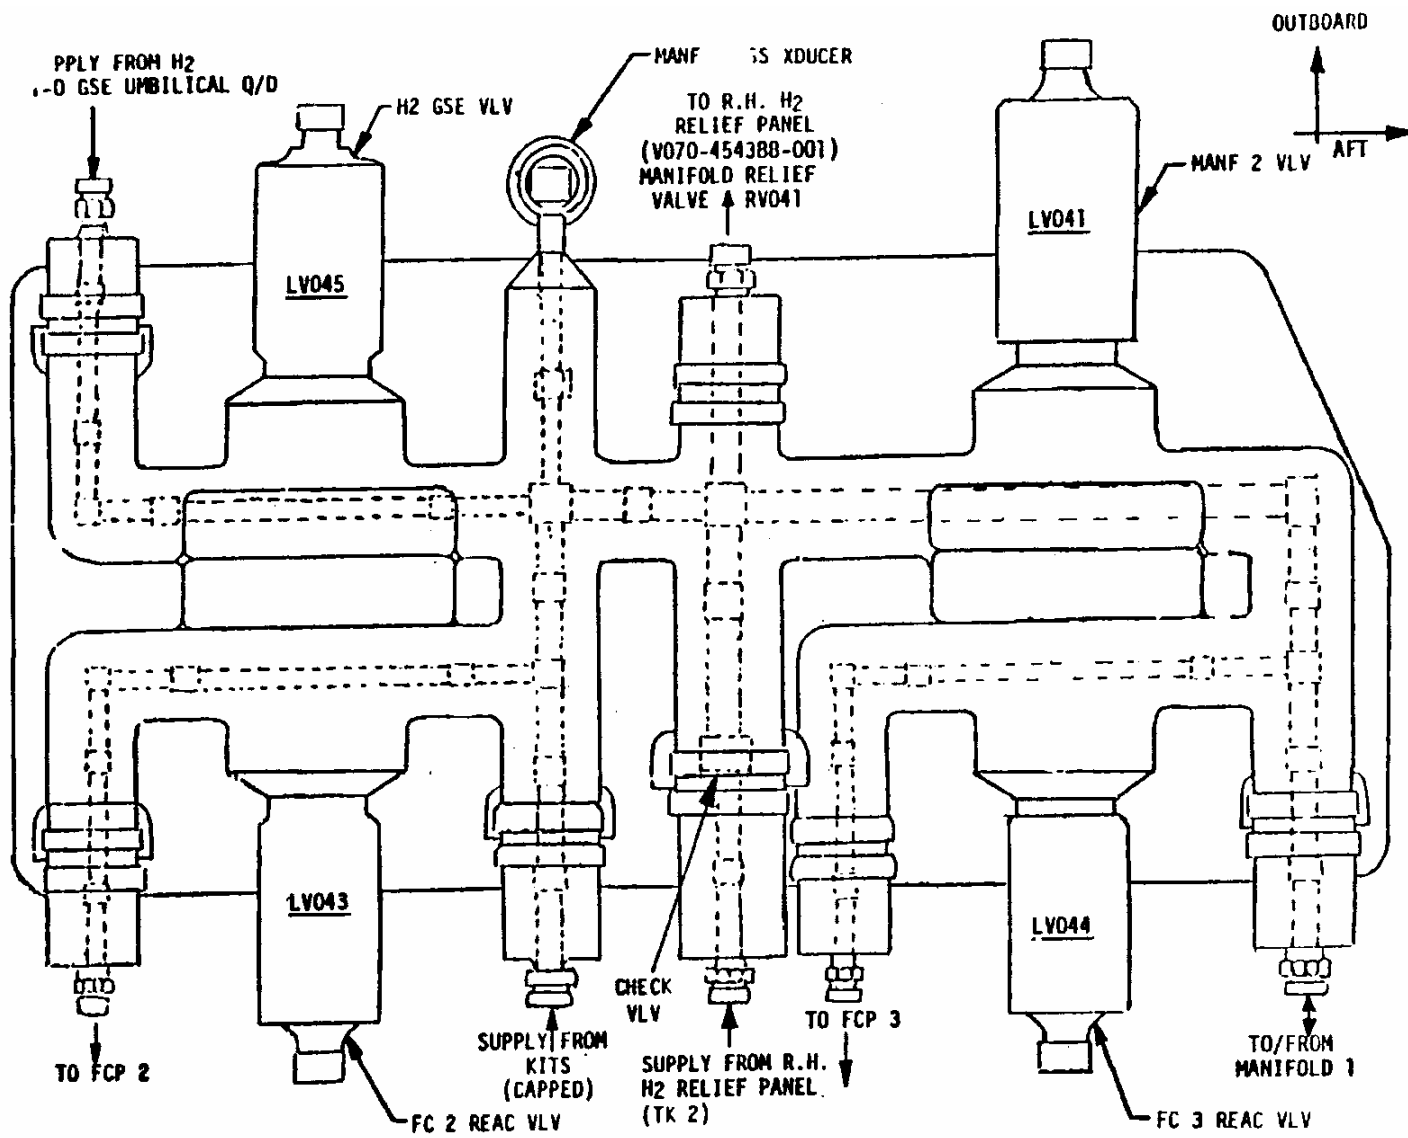 OUTBOARD
AFT
PPLY FROM H2
-D GSE UMBILICAL Q/D
H2 GSE VLV
MANF SS XDUCER
TO R.H. H2
RELIEF PANEL
(V070-454388-001)
MANIFOLD RELIEF
VALVE RV041
MANF 2 VLV
LV045
LV041
LV043
LV044
CHECK
VLV
TO FCP 2
SUPPLY FROM
KITS
(CAPPED)
SUPPLY FROM R.H.
H2 RELIEF PANEL
(TK 2)
TO FCP 3
TO/FROM
MANIFOLD 1
FC 2 REAC VLV
FC 3 REAC VLV